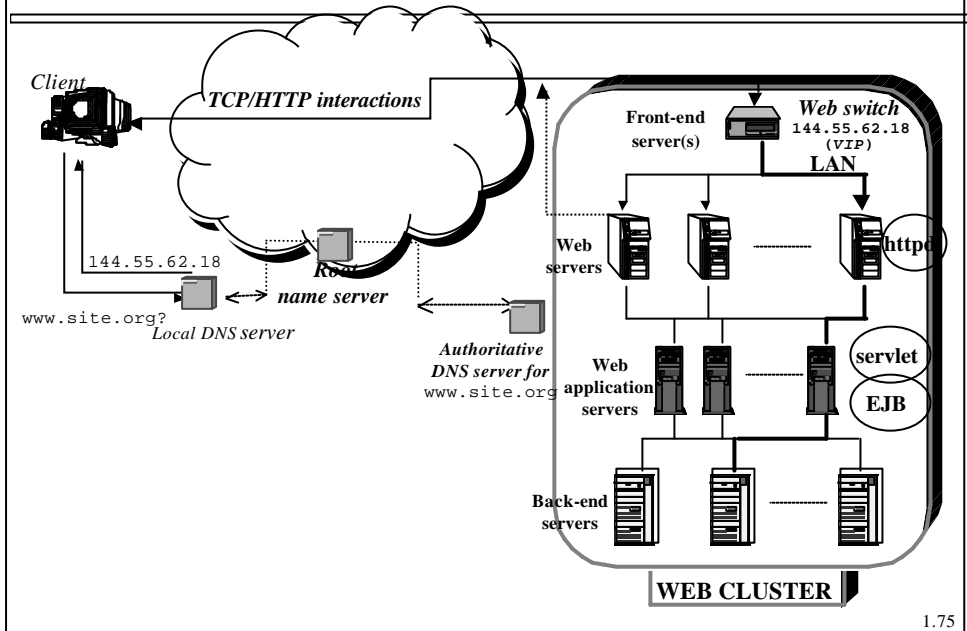 Client
TCP/HTTP interactions
Front-end
server(s)
Web switch
144.55.62.18
(VIP)
LAN
Web
servers
httpd
144.55.62.18
Root
name server
www.site.org?
Local DNS server
Authoritative
DNS server for
www.site.org
Web
application
servers
servlet
EJB
Back-end
servers
WEB CLUSTER
1.75